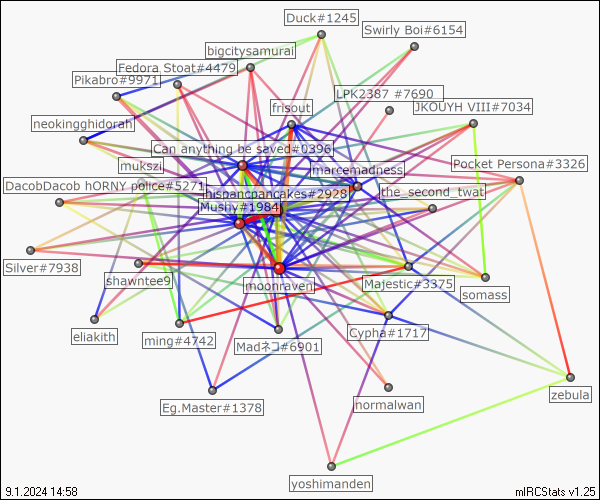 Duck#1245
Swirly Boi#6154
bigcitysamurai
Fedora Stoat#4479
Pikabro#9971
LPK2387 #7690
frisout
JKOUYH VIII#7034
neokingghidorah
Can anything be saved#0396
mukszi
marcemadness
Pocket Persona#3326
DacobDacob hORNY police#5271
hispanicpancakes#2928
the_second_twat
Mushy#1984
Silver#7938
shawntee9
moonraven
Majestic#3375
somass
eliakith
ming#4742
Madネコ#6901
Cypha#1717
zebula
Eg.Master#1378
normalwan
yoshimanden
9.1.2024 14:58
mIRCStats v1.25